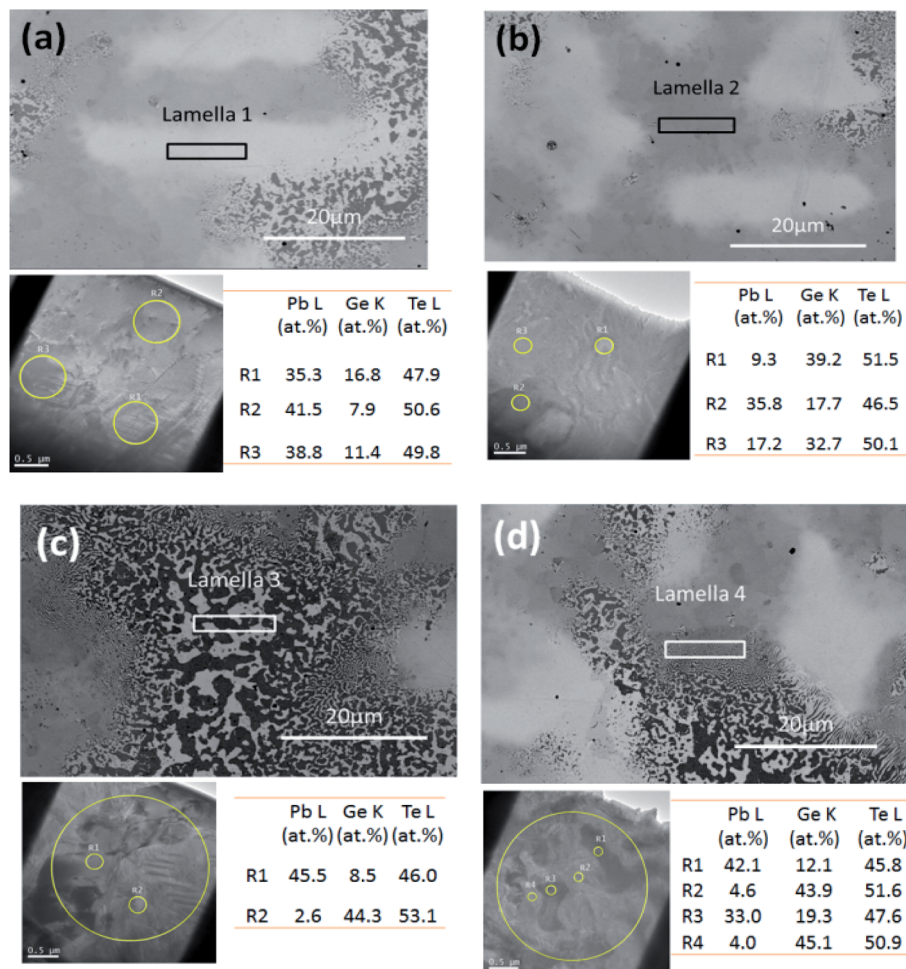 (a)
Lamella 1
20μm
R2
R3
R1
0.5 μm
Pb L Ge K Te L
(at.%) (at.%) (at.%)
R1 35.3 16.8 47.9
R2 41.5 7.9 50.6
R3 38.8 11.4 49.8
(b)
Lamella 2
20μm
R3 R1
R2
0.5 μm
Pb L Ge K Te L
(at.%) (at.%) (at.%)
R1 9.3 39.2 51.5
R2 35.8 17.7 46.5
R3 17.2 32.7 50.1
(c)
Lamella 3
20μm
R1
R2
0.5 μm
Pb L Ge K Te L
(at.%) (at.%) (at.%)
R1 45.5 8.5 46.0
R2 2.6 44.3 53.1
(d)
Lamella 4
20μm
R1
R2
R3
R4
0.5 μm
Pb L Ge K Te L
(at.%) (at.%) (at.%)
R1 42.1 12.1 45.8
R2 4.6 43.9 51.6
R3 33.0 19.3 47.6
R4 4.0 45.1 50.9